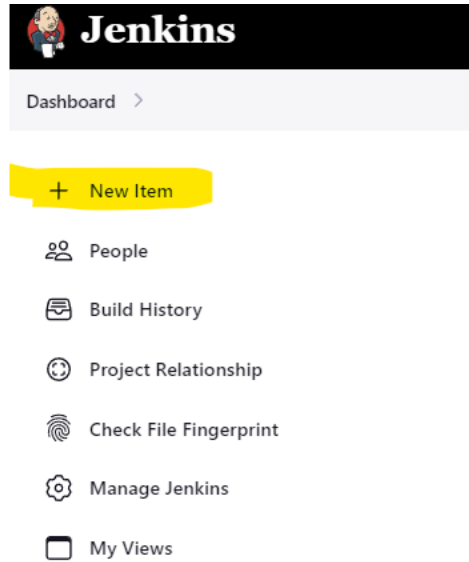 Jenkins
Dashboard >
+ New Item
People
Build History
Project Relationship
Check File Fingerprint
Manage Jenkins
My Views